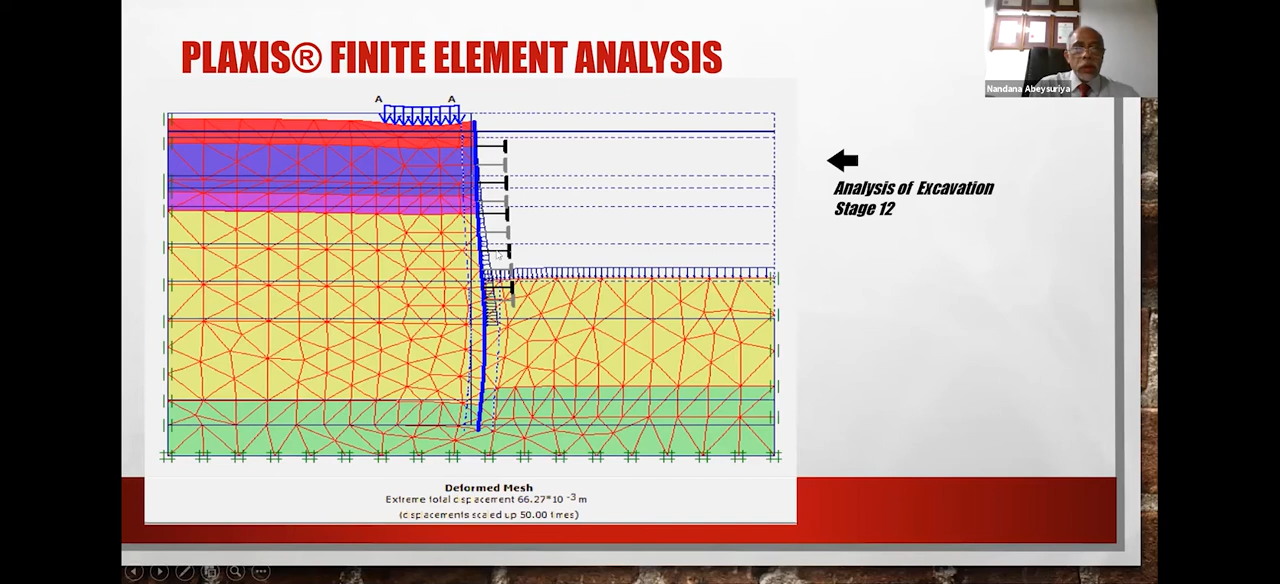 PLAXIS® FINITE ELEMENT ANALYSIS
Nandana Abeysuriya
A A
Analysis of Excavation
Stage 12
Deformed Mesh
Extreme total displacement 66.27*10 -3 m
(displacements scaled up 50.00 times)